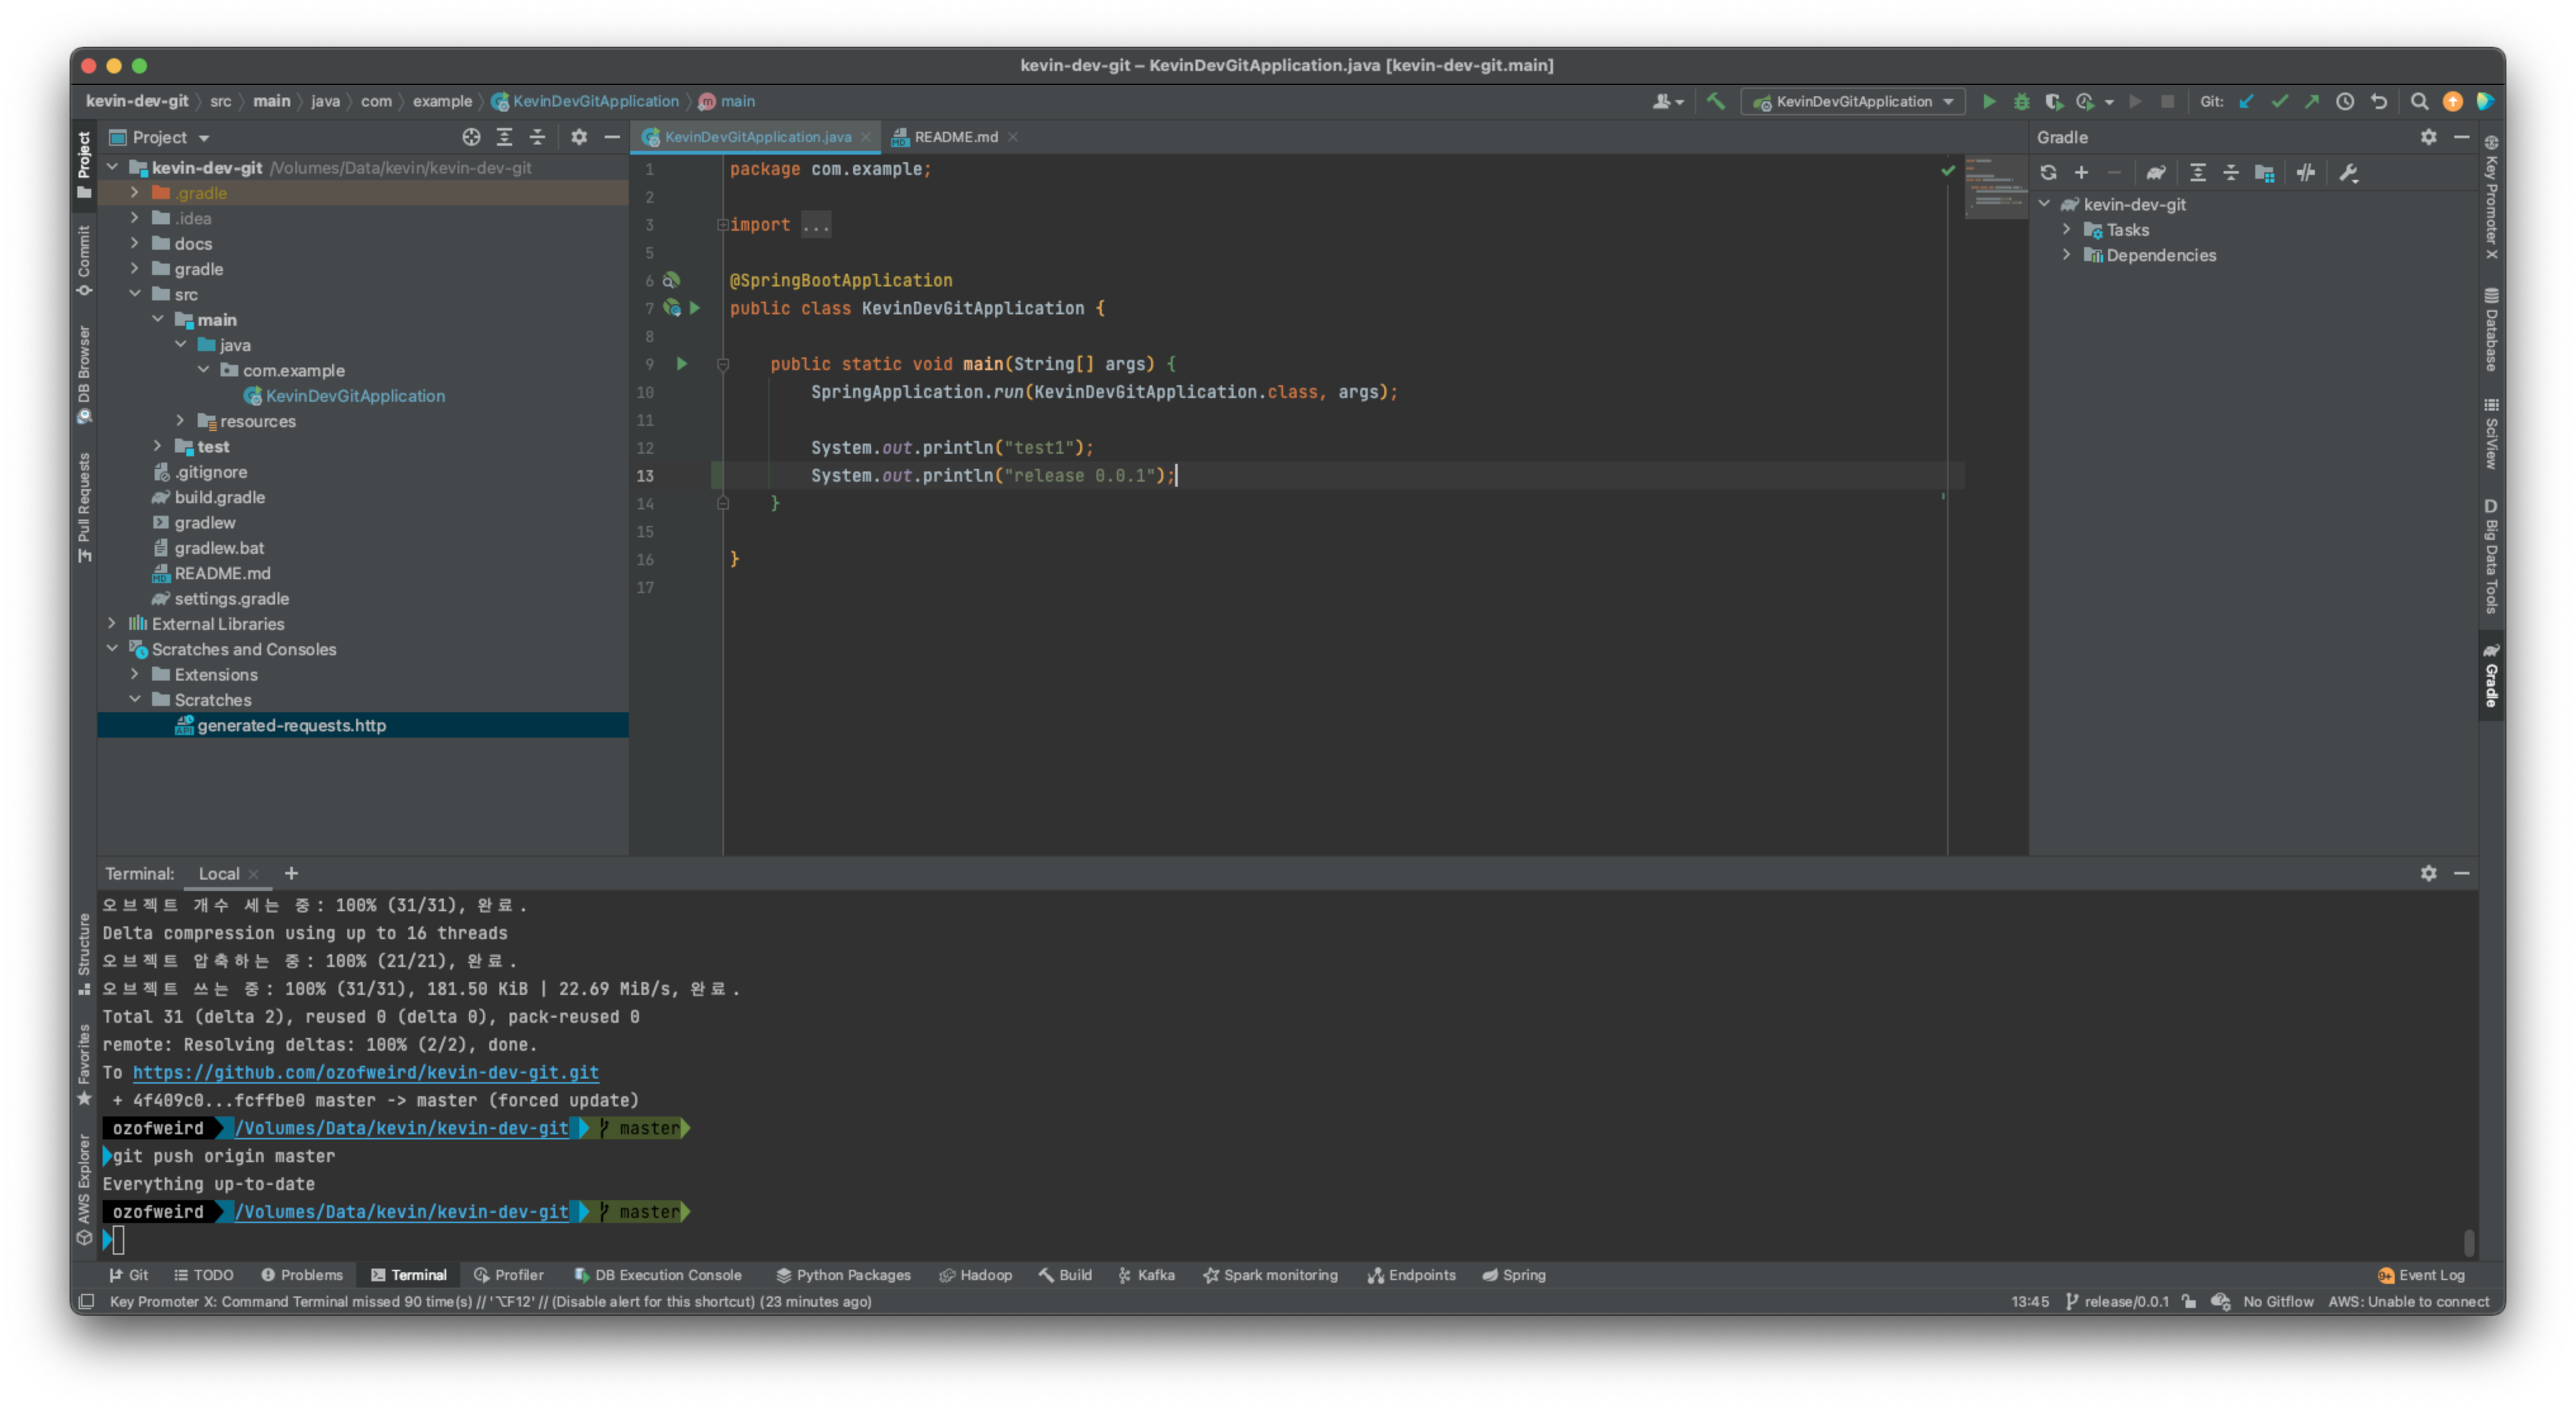 kevin-dev-git – KevinDevGitApplication.java [kevin-dev-git.main]
kevin-dev-git src main java com example KevinDevGitApplication main
KevinDevGitApplication
Git:
Project
Commit
DB Browser
Pull Requests
Structure
Favorites
AWS Explorer
Project
kevin-dev-git /Volumes/Data/kevin/kevin-dev-git
.gradle
.idea
docs
gradle
src
main
java
com.example
KevinDevGitApplication
resources
test
.gitignore
build.gradle
gradlew
gradlew.bat
README.md
settings.gradle
External Libraries
Scratches and Consoles
Extensions
Scratches
generated-requests.http
KevinDevGitApplication.java README.md
1 package com.example;
2
3 import ...
5
6 @SpringBootApplication
7 public class KevinDevGitApplication {
8
9 public static void main(String[] args) {
10 SpringApplication.run(KevinDevGitApplication.class, args);
11
12 System.out.println("test1");
13 System.out.println("release 0.0.1");
14 }
15
16 }
17
Gradle
kevin-dev-git
Tasks
Dependencies
Key Promoter X
Database
SciView
D Big Data Tools
Gradle
Terminal: Local
오브젝트 개수 세는 중: 100% (31/31), 완료.
Delta compression using up to 16 threads
오브젝트 압축하는 중: 100% (21/21), 완료.
오브젝트 쓰는 중: 100% (31/31), 181.50 KiB | 22.69 MiB/s, 완료.
Total 31 (delta 2), reused 0 (delta 0), pack-reused 0
remote: Resolving deltas: 100% (2/2), done.
To https://github.com/ozofweird/kevin-dev-git.git
+ 4f409c0...fcffbe0 master -> master (forced update)
ozofweird /Volumes/Data/kevin/kevin-dev-git master
git push origin master
Everything up-to-date
ozofweird /Volumes/Data/kevin/kevin-dev-git master
Git TODO Problems Terminal Profiler DB Execution Console Python Packages Hadoop Build Kafka Spark monitoring Endpoints Spring 9+ Event Log
Key Promoter X: Command Terminal missed 90 time(s) // '⌥F12' // (Disable alert for this shortcut) (23 minutes ago)
13:45 release/0.0.1 No Gitflow AWS: Unable to connect